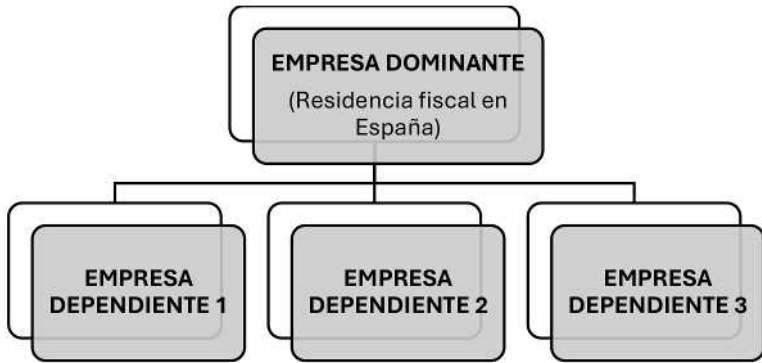 EMPRESA DOMINANTE
(Residencia fiscal en
España)
EMPRESA
DEPENDIENTE 1
EMPRESA
DEPENDIENTE 2
EMPRESA
DEPENDIENTE 3